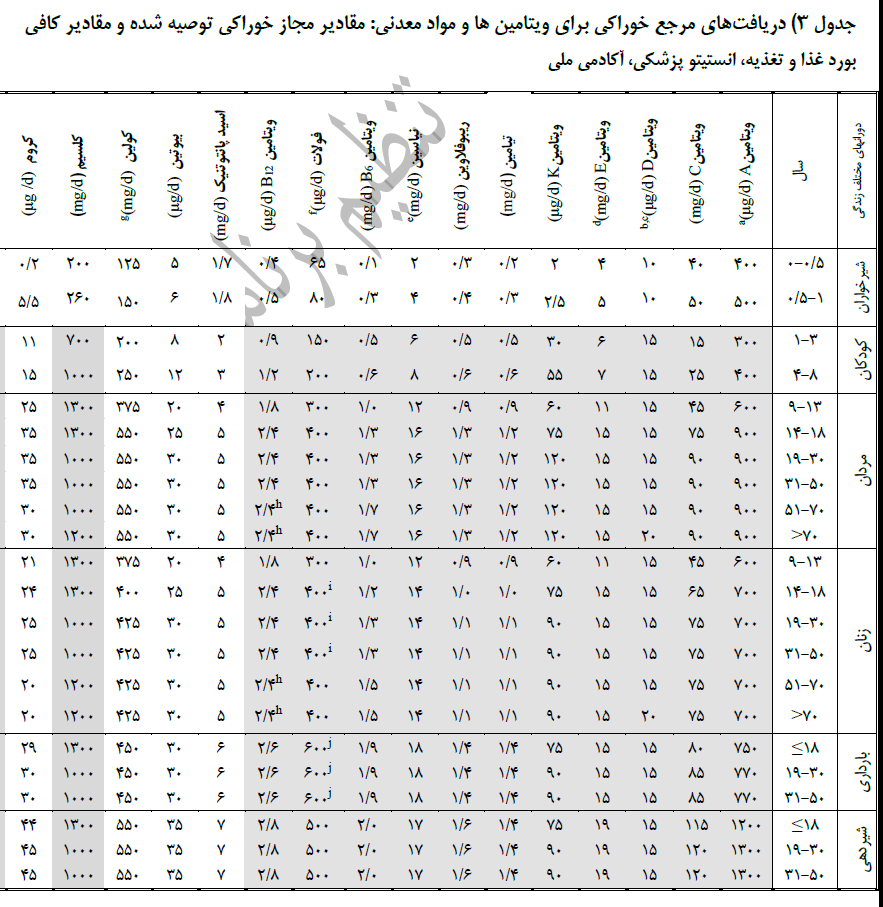 جدول ۳) دریافت‌های مرجع خوراکی برای ویتامین ها و مواد معدنی: مقادیر مجاز خوراکی توصیه شده و مقادیر کافی
بورد غذا و تغذیه، انستیتو پزشکی، آکادمی ملی
دورانهای مختلف زندگی سال ویتامین A (µg/d)a ویتامین C (mg/d) ویتامین D (µg/d)b,c ویتامین E (mg/d)d ویتامین K (µg/d) تیامین (mg/d) ریبوفلاوین (mg/d) نیاسین (mg/d)e ویتامین B6 (mg/d) فولات (µg/d)f ویتامین B12 (µg/d) اسید پانتوتنیک (mg/d) بیوتین (µg/d) کولین (mg/d)g کلسیم (mg/d) کروم (µg /d)
شیرخواران
۰–۰/۵ ۴۰۰ ۴۰ ۱۰ ۴ ۲ ۰/۲ ۰/۳ ۲ ۰/۱ ۶۵ ۰/۴ ۱/۷ ۵ ۱۲۵ ۲۰۰ ۰/۲
۰/۵–۱ ۵۰۰ ۵۰ ۱۰ ۵ ۲/۵ ۰/۳ ۰/۴ ۴ ۰/۳ ۸۰ ۰/۵ ۱/۸ ۶ ۱۵۰ ۲۶۰ ۵/۵
کودکان
۱–۳ ۳۰۰ ۱۵ ۱۵ ۶ ۳۰ ۰/۵ ۰/۵ ۶ ۰/۵ ۱۵۰ ۰/۹ ۲ ۸ ۲۰۰ ۷۰۰ ۱۱
۴–۸ ۴۰۰ ۲۵ ۱۵ ۷ ۵۵ ۰/۶ ۰/۶ ۸ ۰/۶ ۲۰۰ ۱/۲ ۳ ۱۲ ۲۵۰ ۱۰۰۰ ۱۵
مردان
۹–۱۳ ۶۰۰ ۴۵ ۱۵ ۱۱ ۶۰ ۰/۹ ۰/۹ ۱۲ ۱/۰ ۳۰۰ ۱/۸ ۴ ۲۰ ۳۷۵ ۱۳۰۰ ۲۵
۱۴–۱۸ ۹۰۰ ۷۵ ۱۵ ۱۵ ۷۵ ۱/۲ ۱/۳ ۱۶ ۱/۳ ۴۰۰ ۲/۴ ۵ ۲۵ ۵۵۰ ۱۳۰۰ ۳۵
۱۹–۳۰ ۹۰۰ ۹۰ ۱۵ ۱۵ ۱۲۰ ۱/۲ ۱/۳ ۱۶ ۱/۳ ۴۰۰ ۲/۴ ۵ ۳۰ ۵۵۰ ۱۰۰۰ ۳۵
۳۱–۵۰ ۹۰۰ ۹۰ ۱۵ ۱۵ ۱۲۰ ۱/۲ ۱/۳ ۱۶ ۱/۳ ۴۰۰ ۲/۴ ۵ ۳۰ ۵۵۰ ۱۰۰۰ ۳۵
۵۱–۷۰ ۹۰۰ ۹۰ ۱۵ ۱۵ ۱۲۰ ۱/۲ ۱/۳ ۱۶ ۱/۷ ۴۰۰ ۲/۴h ۵ ۳۰ ۵۵۰ ۱۰۰۰ ۳۰
>۷۰ ۹۰۰ ۹۰ ۲۰ ۱۵ ۱۲۰ ۱/۲ ۱/۳ ۱۶ ۱/۷ ۴۰۰ ۲/۴h ۵ ۳۰ ۵۵۰ ۱۲۰۰ ۳۰
زنان
۹–۱۳ ۶۰۰ ۴۵ ۱۵ ۱۱ ۶۰ ۰/۹ ۰/۹ ۱۲ ۱/۰ ۳۰۰ ۱/۸ ۴ ۲۰ ۳۷۵ ۱۳۰۰ ۲۱
۱۴–۱۸ ۷۰۰ ۶۵ ۱۵ ۱۵ ۷۵ ۱/۰ ۱/۰ ۱۴ ۱/۲ ۴۰۰i ۲/۴ ۵ ۲۵ ۴۰۰ ۱۳۰۰ ۲۴
۱۹–۳۰ ۷۰۰ ۷۵ ۱۵ ۱۵ ۹۰ ۱/۱ ۱/۱ ۱۴ ۱/۳ ۴۰۰i ۲/۴ ۵ ۳۰ ۴۲۵ ۱۰۰۰ ۲۵
۳۱–۵۰ ۷۰۰ ۷۵ ۱۵ ۱۵ ۹۰ ۱/۱ ۱/۱ ۱۴ ۱/۳ ۴۰۰i ۲/۴ ۵ ۳۰ ۴۲۵ ۱۰۰۰ ۲۵
۵۱–۷۰ ۷۰۰ ۷۵ ۱۵ ۱۵ ۹۰ ۱/۱ ۱/۱ ۱۴ ۱/۵ ۴۰۰ ۲/۴h ۵ ۳۰ ۴۲۵ ۱۲۰۰ ۲۰
>۷۰ ۷۰۰ ۷۵ ۲۰ ۱۵ ۹۰ ۱/۱ ۱/۱ ۱۴ ۱/۵ ۴۰۰ ۲/۴h ۵ ۳۰ ۴۲۵ ۱۲۰۰ ۲۰
بارداری
≤۱۸ ۷۵۰ ۸۰ ۱۵ ۱۵ ۷۵ ۱/۴ ۱/۴ ۱۸ ۱/۹ ۶۰۰j ۲/۶ ۶ ۳۰ ۴۵۰ ۱۳۰۰ ۲۹
۱۹–۳۰ ۷۷۰ ۸۵ ۱۵ ۱۵ ۹۰ ۱/۴ ۱/۴ ۱۸ ۱/۹ ۶۰۰j ۲/۶ ۶ ۳۰ ۴۵۰ ۱۰۰۰ ۳۰
۳۱–۵۰ ۷۷۰ ۸۵ ۱۵ ۱۵ ۹۰ ۱/۴ ۱/۴ ۱۸ ۱/۹ ۶۰۰j ۲/۶ ۶ ۳۰ ۴۵۰ ۱۰۰۰ ۳۰
شیردهی
≤۱۸ ۱۲۰۰ ۱۱۵ ۱۵ ۱۹ ۷۵ ۱/۴ ۱/۶ ۱۷ ۲/۰ ۵۰۰ ۲/۸ ۷ ۳۵ ۵۵۰ ۱۳۰۰ ۴۴
۱۹–۳۰ ۱۳۰۰ ۱۲۰ ۱۵ ۱۹ ۹۰ ۱/۴ ۱/۶ ۱۷ ۲/۰ ۵۰۰ ۲/۸ ۷ ۳۵ ۵۵۰ ۱۰۰۰ ۴۵
۳۱–۵۰ ۱۳۰۰ ۱۲۰ ۱۵ ۱۹ ۹۰ ۱/۴ ۱/۶ ۱۷ ۲/۰ ۵۰۰ ۲/۸ ۷ ۳۵ ۵۵۰ ۱۰۰۰ ۴۵
تنظیم